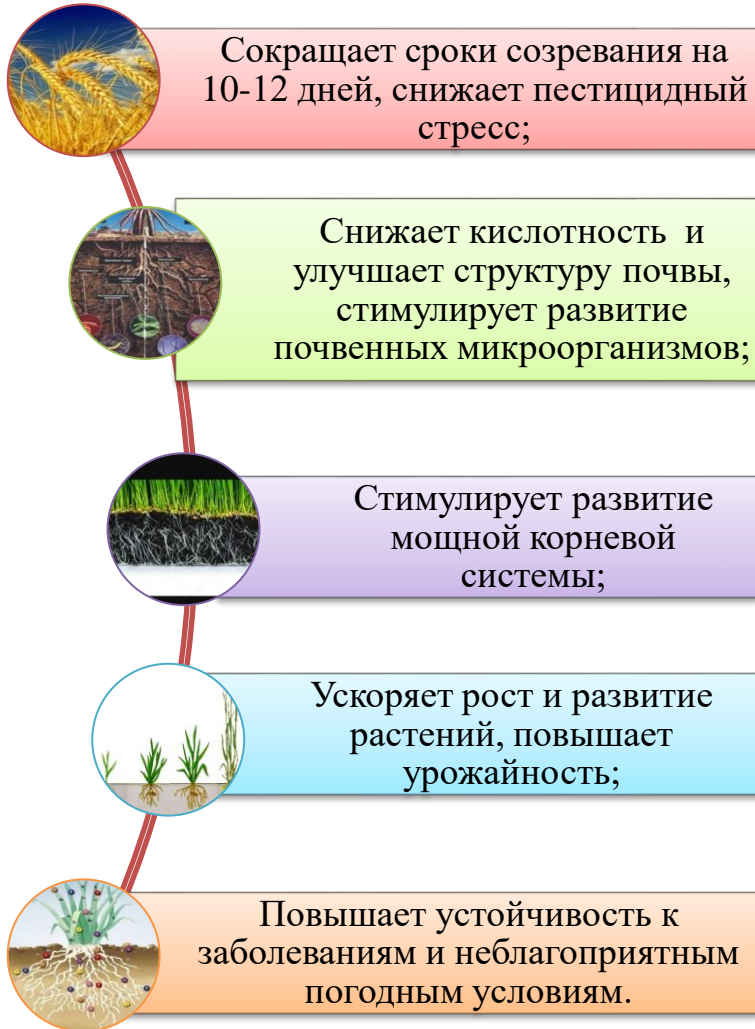 Сокращает сроки созревания на
10-12 дней, снижает пестицидный
стресс;
Снижает кислотность и
улучшает структуру почвы,
стимулирует развитие
почвенных микроорганизмов;
Стимулирует развитие
мощной корневой
системы;
Ускоряет рост и развитие
растений, повышает
урожайность;
Повышает устойчивость к
заболеваниям и неблагоприятным
погодным условиям.